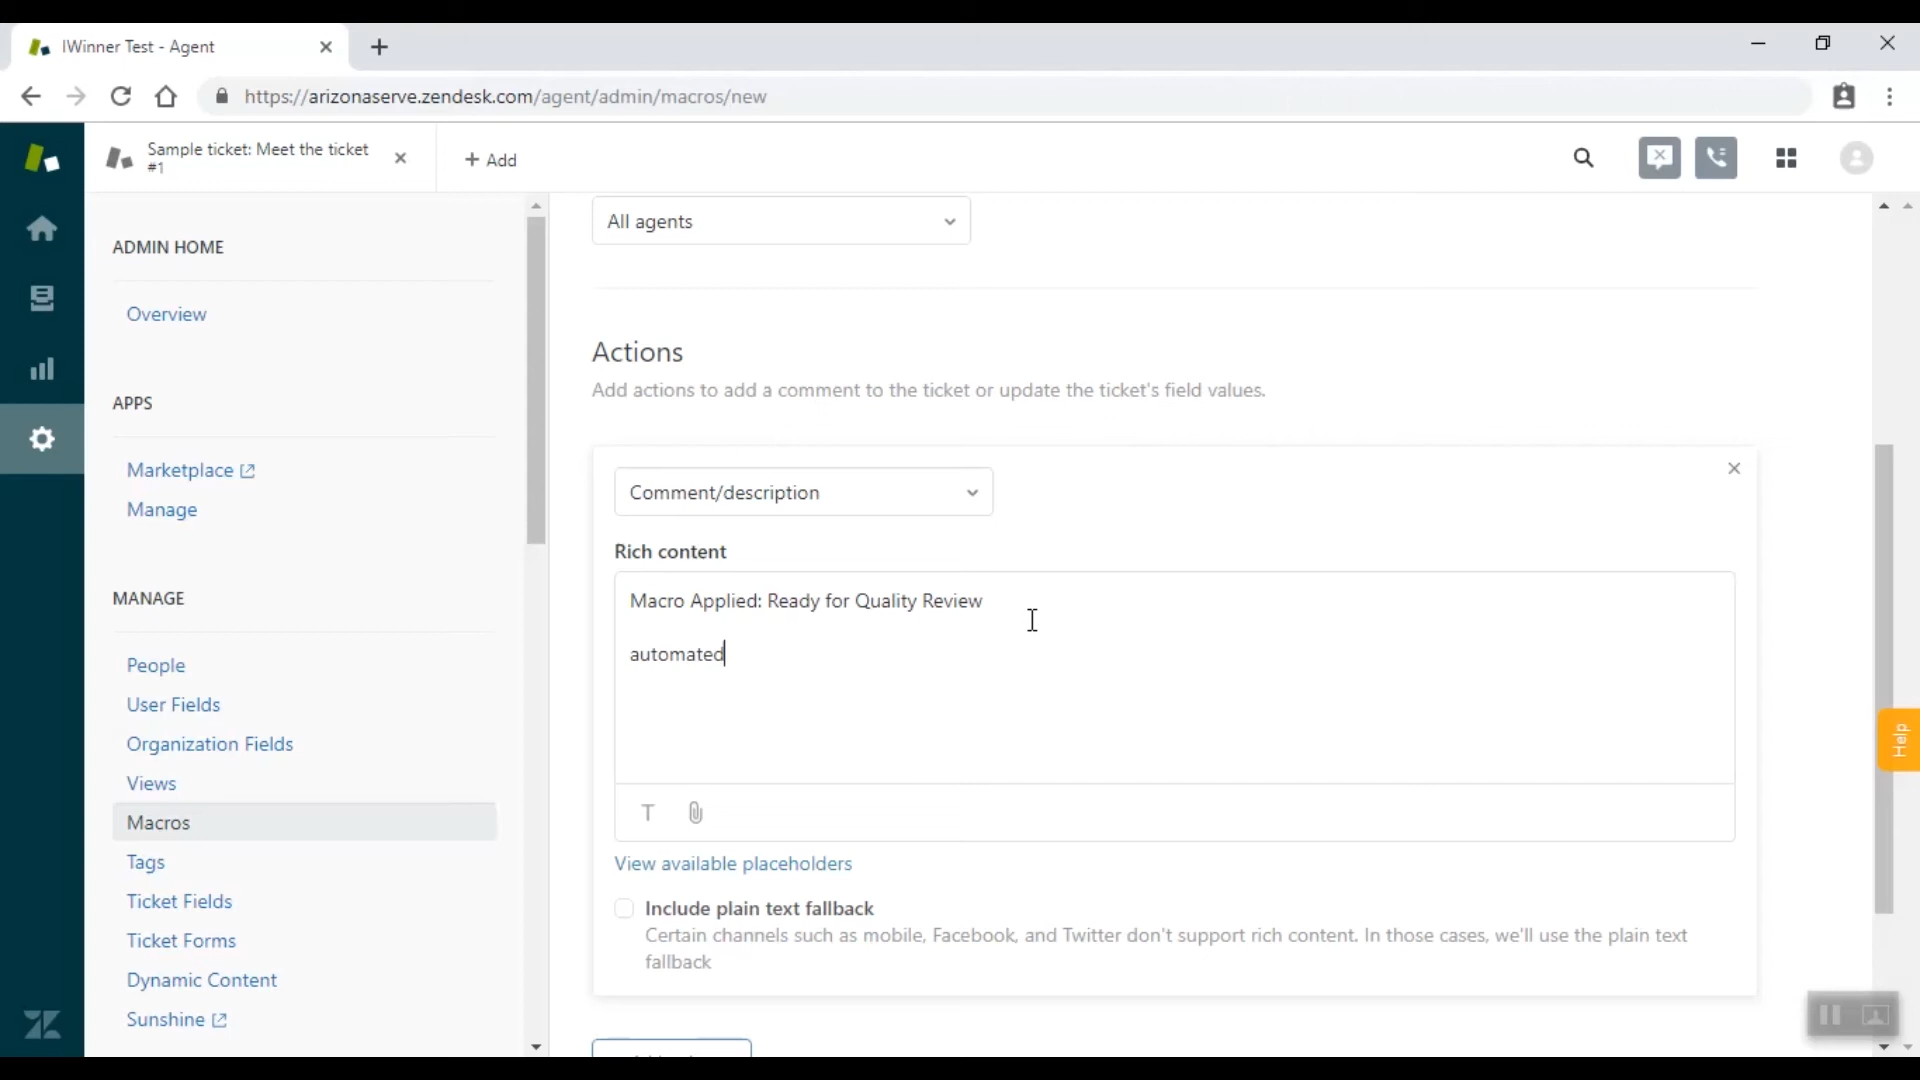 IWinner Test - Agent
https://arizonaserve.zendesk.com/agent/admin/macros/new
Sample ticket: Meet the ticket
#1
+ Add
ADMIN HOME
Overview
APPS
Marketplace
Manage
MANAGE
People
User Fields
Organization Fields
Views
Macros
Tags
Ticket Fields
Ticket Forms
Dynamic Content
Sunshine
All agents
Actions
Add actions to add a comment to the ticket or update the ticket's field values.
Comment/description
Rich content
Macro Applied: Ready for Quality Review
automated
T
View available placeholders
Include plain text fallback
Certain channels such as mobile, Facebook, and Twitter don't support rich content. In those cases, we'll use the plain text
fallback
Help